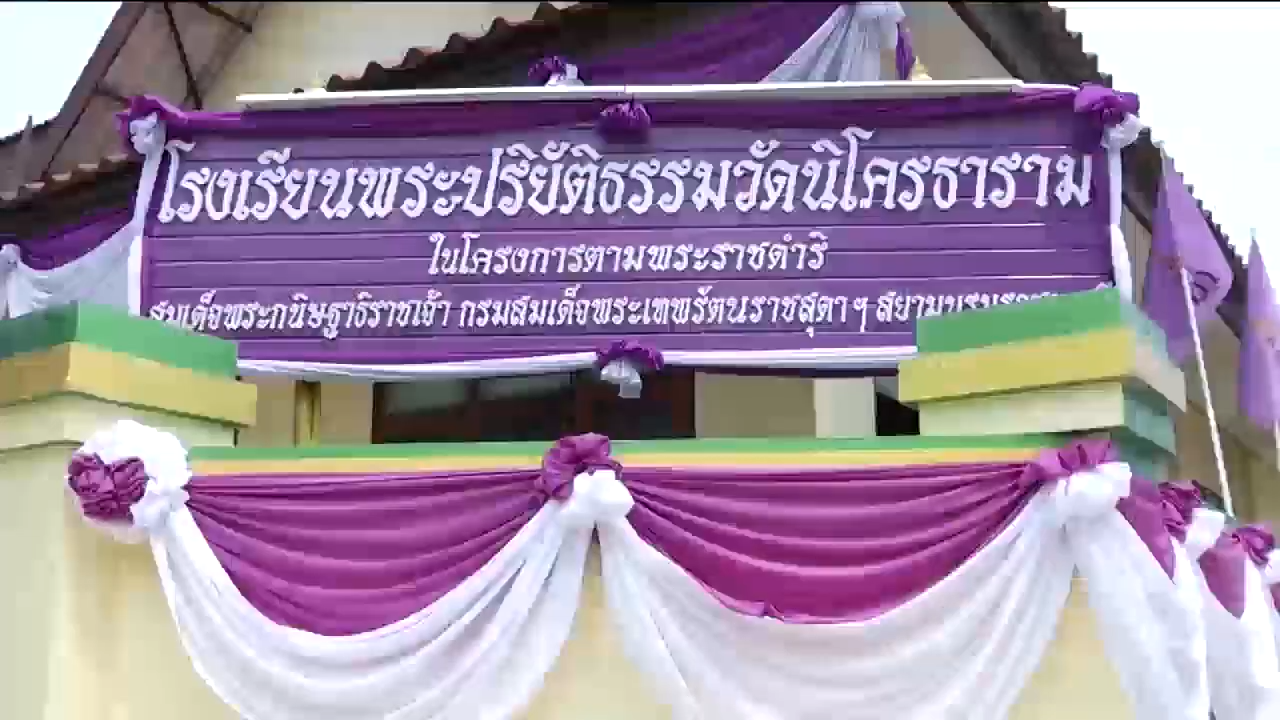 โรงเรียนพระปริยัติธรรมวัดนิโครธาราม
ในโครงการตามพระราชดำริ
สมเด็จพระกนิษฐาธิราชเจ้า กรมสมเด็จพระเทพรัตนราชสุดาฯ